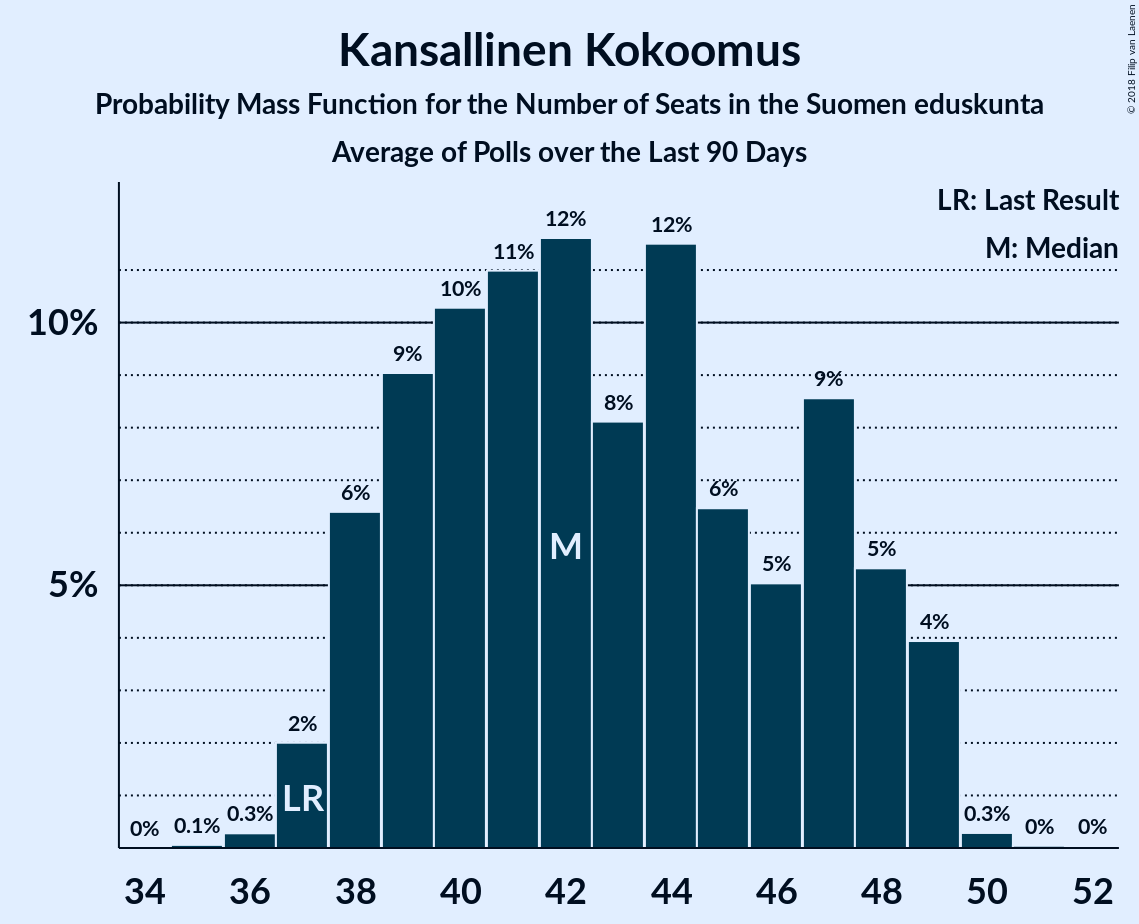 Kansallinen Kokoomus
Probability Mass Function for the Number of Seats in the Suomen eduskunta
Average of Polls over the Last 90 Days
© 2018 Filip van Laenen
LR: Last Result
M: Median
10%
5%
0%
0.1%
0.3%
2%
6%
9%
10%
11%
12%
8%
12%
6%
5%
9%
5%
4%
0.3%
0%
0%
LR
M
34 36 38 40 42 44 46 48 50 52